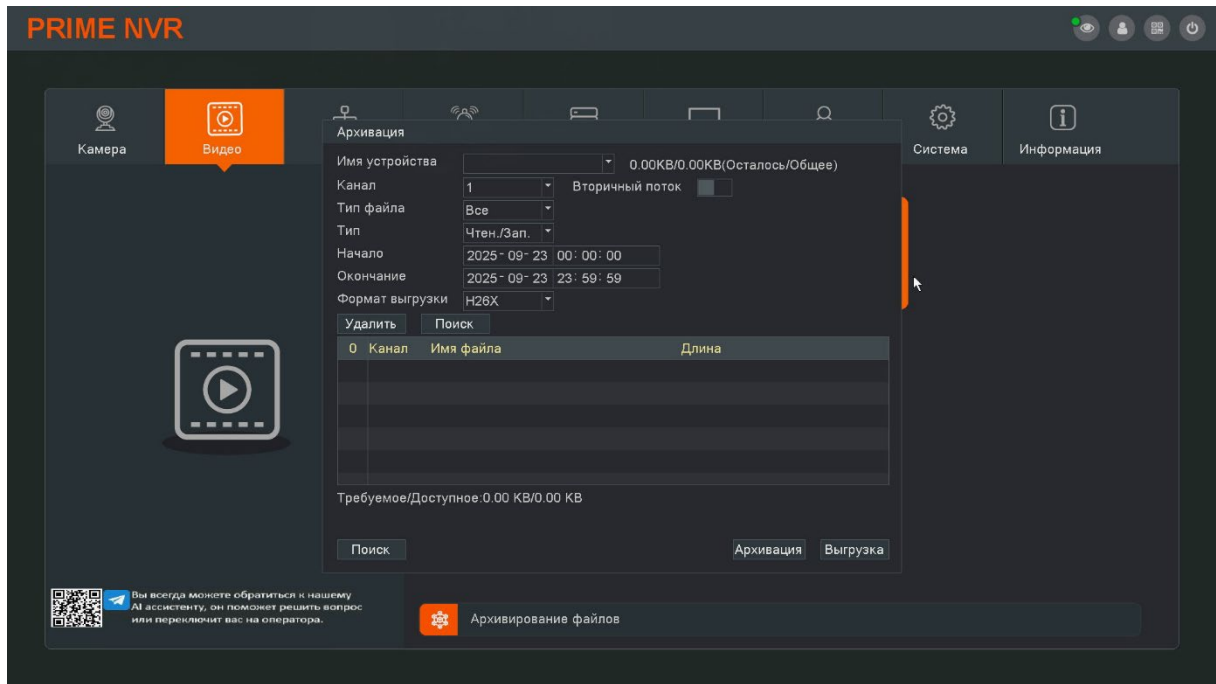 PRIME NVR
Камера
Видео
Система
Информация
Архивация
Имя устройства
0.00KB/0.00KB(Осталось/Общее)
Канал 1 Вторичный поток
Тип файла Все
Тип Чтен./Зап.
Начало 2025-09-23 00:00:00
Окончание 2025-09-23 23:59:59
Формат выгрузки H26X
Удалить Поиск
0 Канал Имя файла Длина
Требуемое/Доступное:0.00 KB/0.00 KB
Поиск Архивация Выгрузка
Вы всегда можете обратиться к нашему
AI ассистенту, он поможет решить вопрос
или переключит вас на оператора.
Архивирование файлов